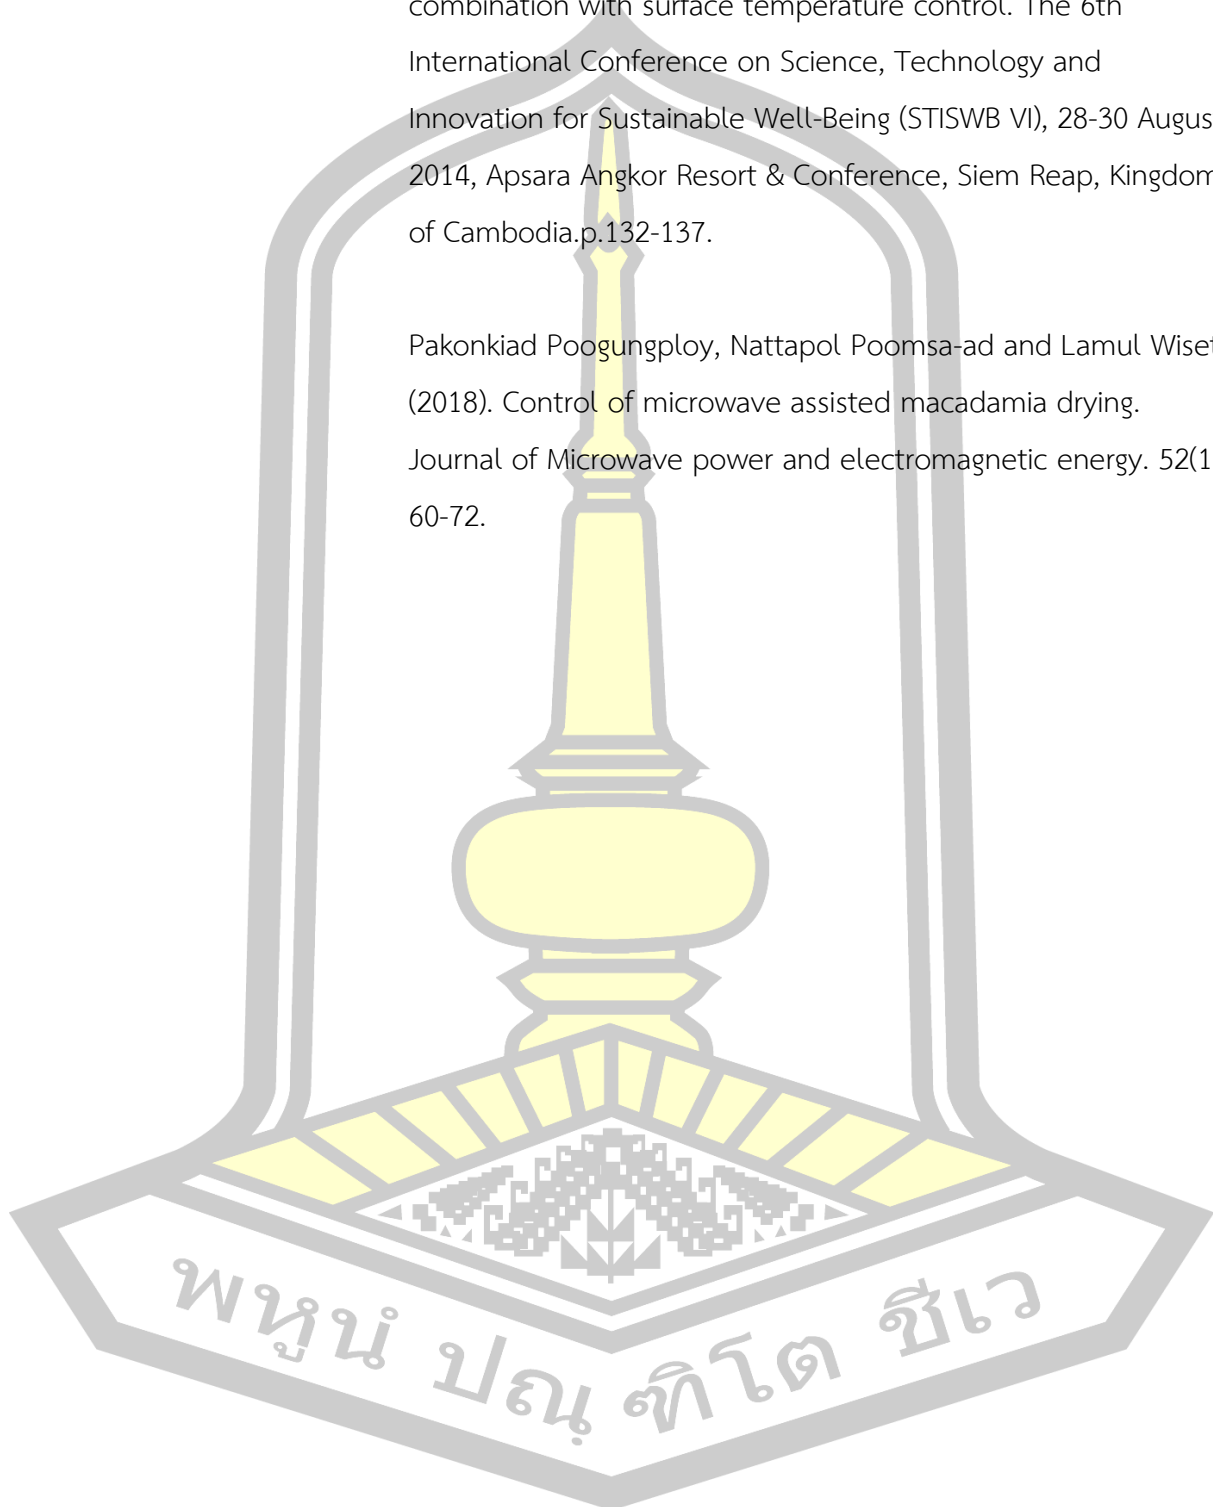 combination with surface temperature control. The 6th
International Conference on Science, Technology and
Innovation for Sustainable Well-Being (STISWB VI), 28-30 Augus
2014, Apsara Angkor Resort & Conference, Siem Reap, Kingdom
of Cambodia.p.132-137.
Pakonkiad Poogungploy, Nattapol Poomsa-ad and Lamul Wiset
(2018). Control of microwave assisted macadamia drying.
Journal of Microwave power and electromagnetic energy. 52(1
60-72.
พหูนํ ปณฺฑิโต ชีเว